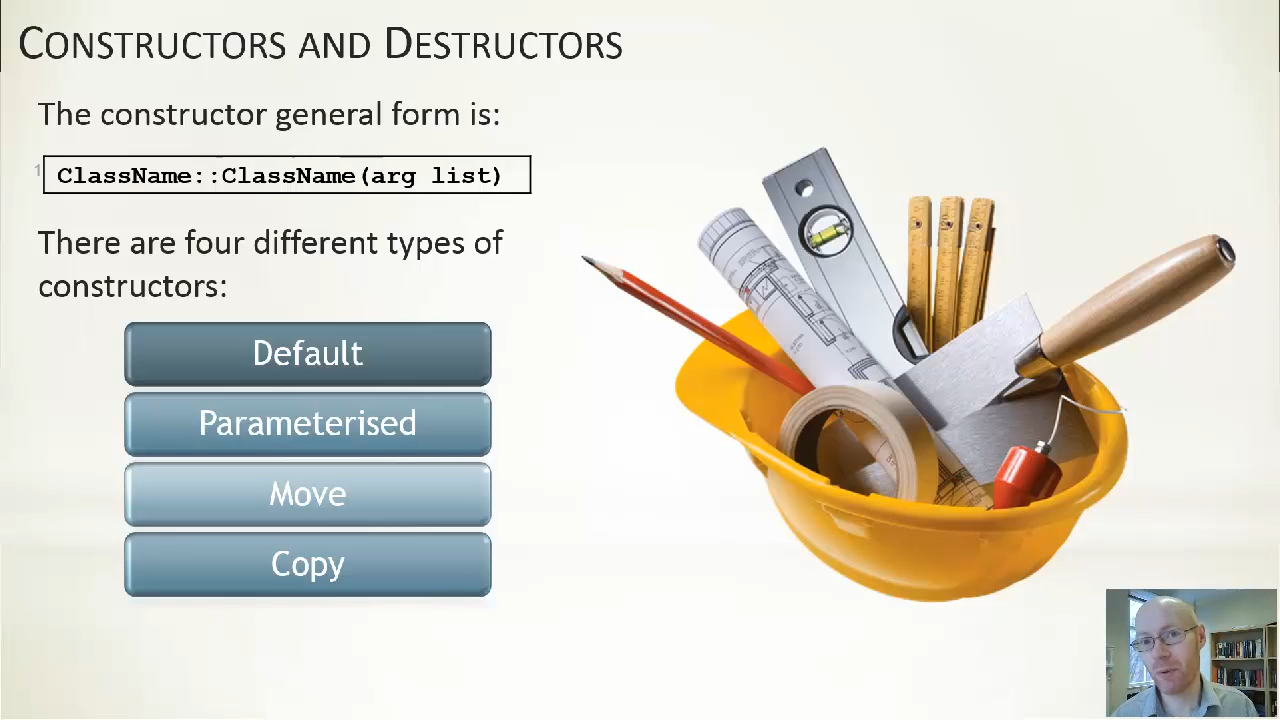 CONSTRUCTORS AND DESTRUCTORS
The constructor general form is:
1
ClassName::ClassName(arg list)
There are four different types of
constructors:
Default
Parameterised
Move
Copy